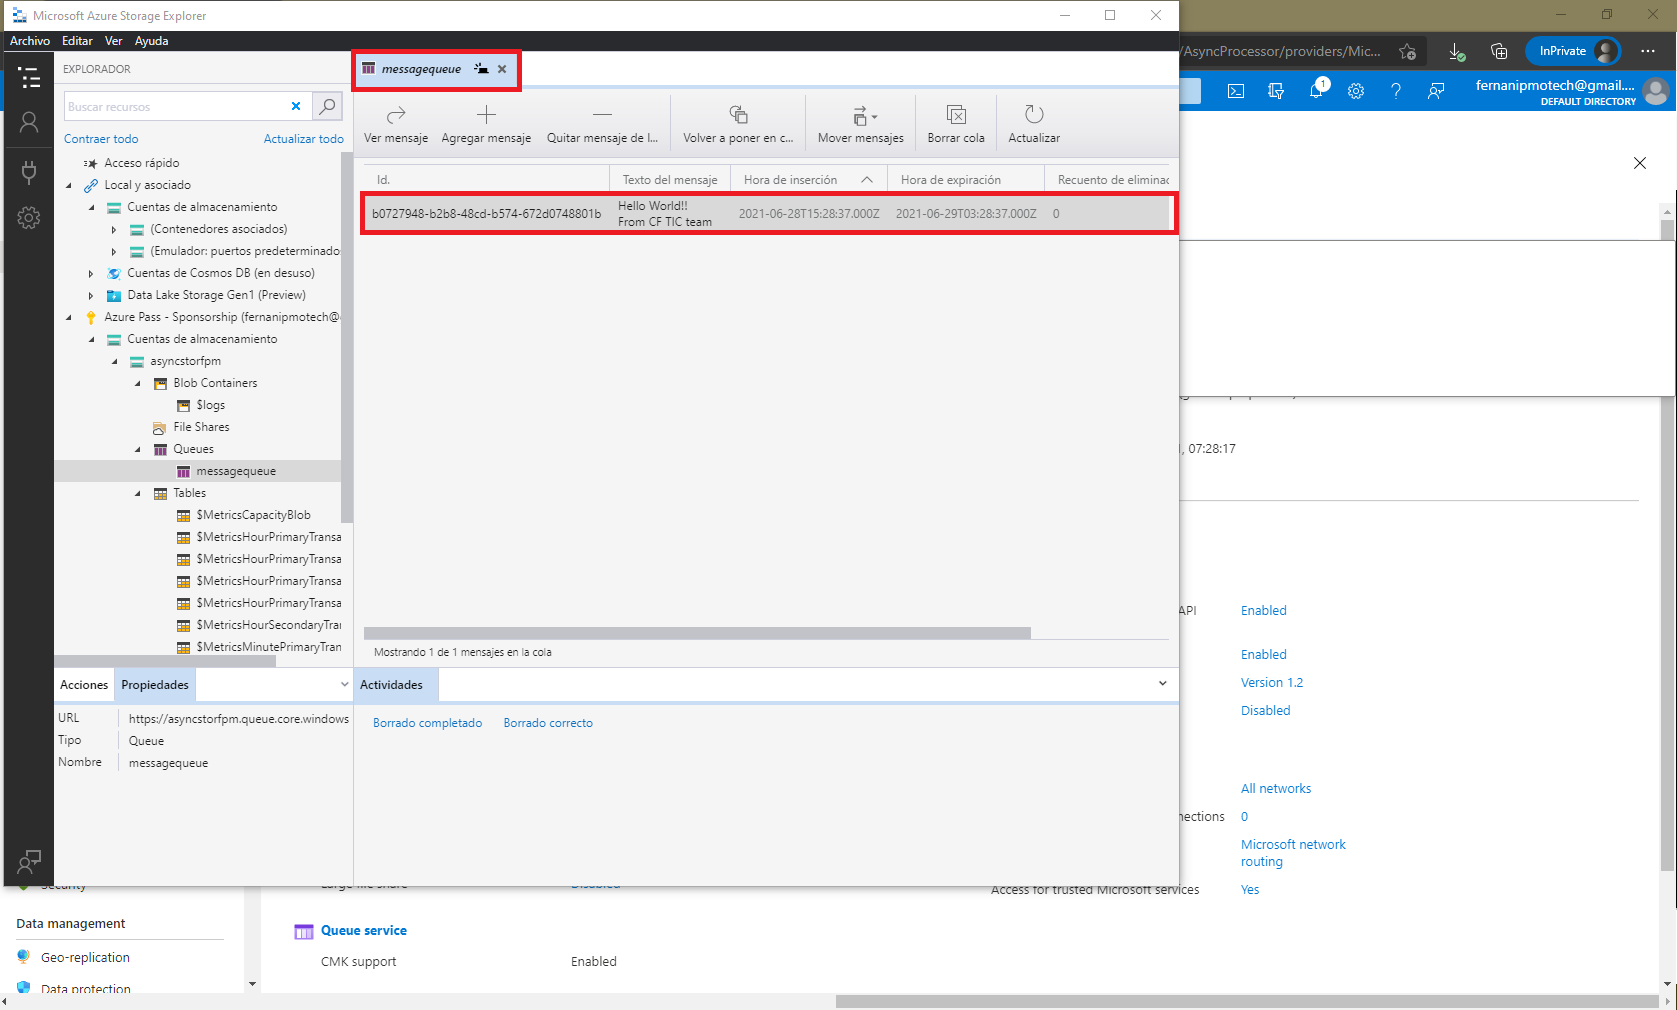 Microsoft Azure Storage Explorer
Archivo Editar Ver Ayuda
EXPLORADOR
Buscar recursos
Contraer todo Actualizar todo
Acceso rápido
Local y asociado
Cuentas de almacenamiento
(Contenedores asociados)
(Emulador: puertos predeterminado
Cuentas de Cosmos DB (en desuso)
Data Lake Storage Gen1 (Preview)
Azure Pass - Sponsorship (fernanipmotech@
Cuentas de almacenamiento
asyncstorfpm
Blob Containers
$logs
File Shares
Queues
messagequeue
Tables
$MetricsCapacityBlob
$MetricsHourPrimaryTransa
$MetricsHourPrimaryTransa
$MetricsHourPrimaryTransa
$MetricsHourPrimaryTransa
$MetricsHourSecondaryTrar
$MetricsMinutePrimaryTran
Acciones Propiedades
URL https://asyncstorfpm.queue.core.windows
Tipo Queue
Nombre messagequeue
messagequeue
Ver mensaje Agregar mensaje Quitar mensaje de l... Volver a poner en c... Mover mensajes Borrar cola Actualizar
Id. Texto del mensaje Hora de inserción Hora de expiración Recuento de eliminac
b0727948-b2b8-48cd-b574-672d0748801b Hello World!! 2021-06-28T15:28:37.000Z 2021-06-29T03:28:37.000Z 0
From CF TIC team
Mostrando 1 de 1 mensajes en la cola
Actividades
Borrado completado Borrado correcto
/AsyncProcessor/providers/Mic... InPrivate
1
fernanipmotech@gmail....
DEFAULT DIRECTORY
, 07:28:17
API Enabled
Enabled
Version 1.2
Disabled
All networks
nections 0
Microsoft network
routing
Access for trusted Microsoft services Yes
Security
Large file share Disabled
Data management
Geo-replication
Data protection
Queue service
CMK support Enabled